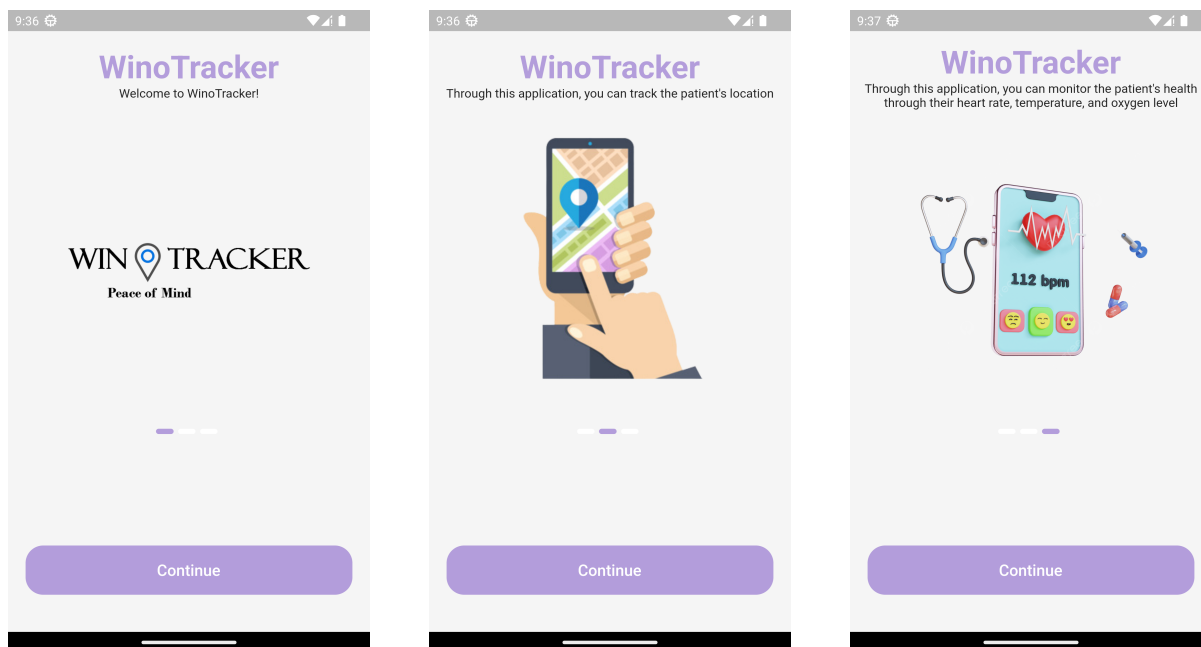 9:36
WinoTracker
Welcome to WinoTracker!
WIN TRACKER
Peace of Mind
Continue
9:36
WinoTracker
Through this application, you can track the patient's location
Continue
9:37
WinoTracker
Through this application, you can monitor the patient's health
through their heart rate, temperature, and oxygen level
112 bpm
Continue